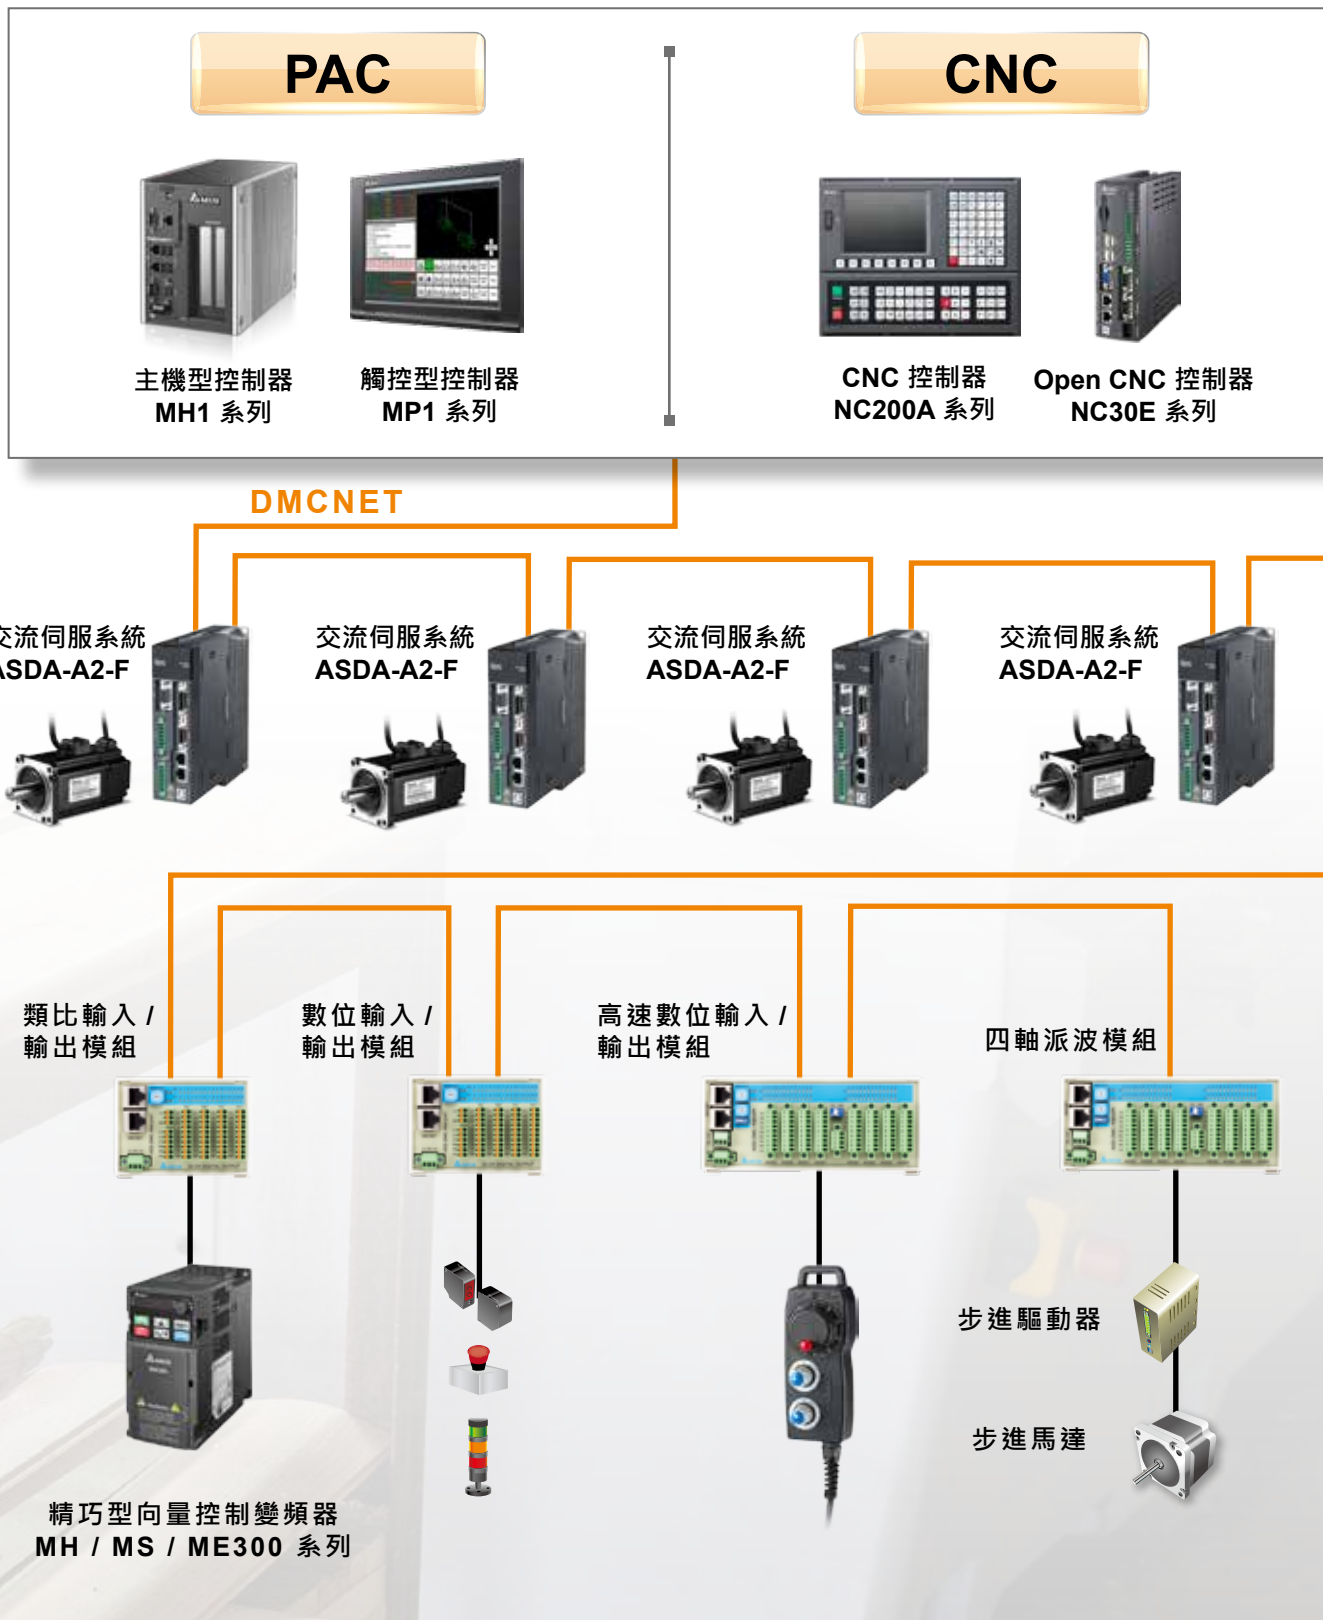 PAC
CNC
主機型控制器
MH1 系列
觸控型控制器
MP1 系列
CNC 控制器
NC200A 系列
Open CNC 控制器
NC30E 系列
DMCNET
交流伺服系統
ASDA-A2-F
交流伺服系統
ASDA-A2-F
交流伺服系統
ASDA-A2-F
交流伺服系統
ASDA-A2-F
類比輸入 /
輸出模組
數位輸入 /
輸出模組
高速數位輸入 /
輸出模組
四軸派波模組
步進驅動器
步進馬達
精巧型向量控制變頻器
MH / MS / ME300 系列